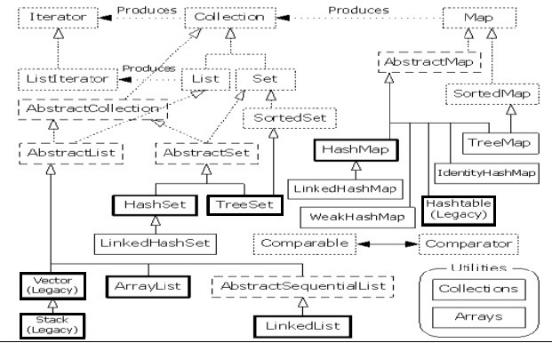 Iterator
Produces
Collection
Produces
Map
ListIterator
Produces
List
Set
AbstractMap
AbstractCollection
SortedSet
SortedMap
AbstractList
AbstractSet
HashMap
TreeMap
IdentityHashMap
LinkedHashMap
HashSet
TreeSet
WeakHashMap
Hashtable
(Legacy)
LinkedHashSet
Comparable
Comparator
Vector
(Legacy)
ArrayList
AbstractSequentialList
Utilities
Collections
Arrays
Stack
(Legacy)
LinkedList